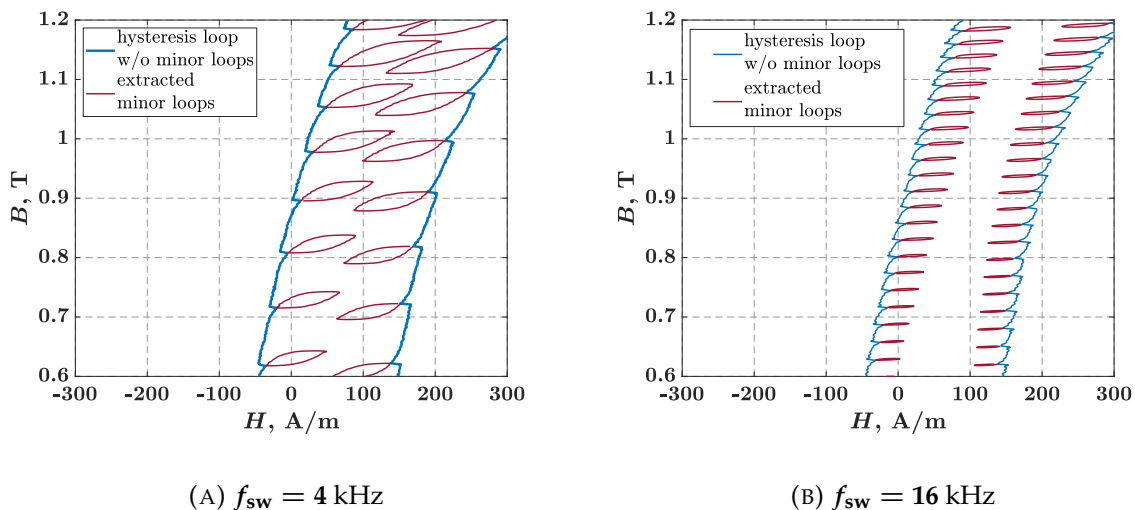 1.2
1.1
1
0.9
0.8
0.7
0.6
B, T
-300
-200
-100
0
100
200
300
H, A/m
hysteresis loop
w/o minor loops
extracted
minor loops
(A) fsw = 4 kHz
1.2
1.1
1
0.9
0.8
0.7
0.6
B, T
-300
-200
-100
0
100
200
300
H, A/m
hysteresis loop
w/o minor loops
extracted
minor loops
(B) fsw = 16 kHz